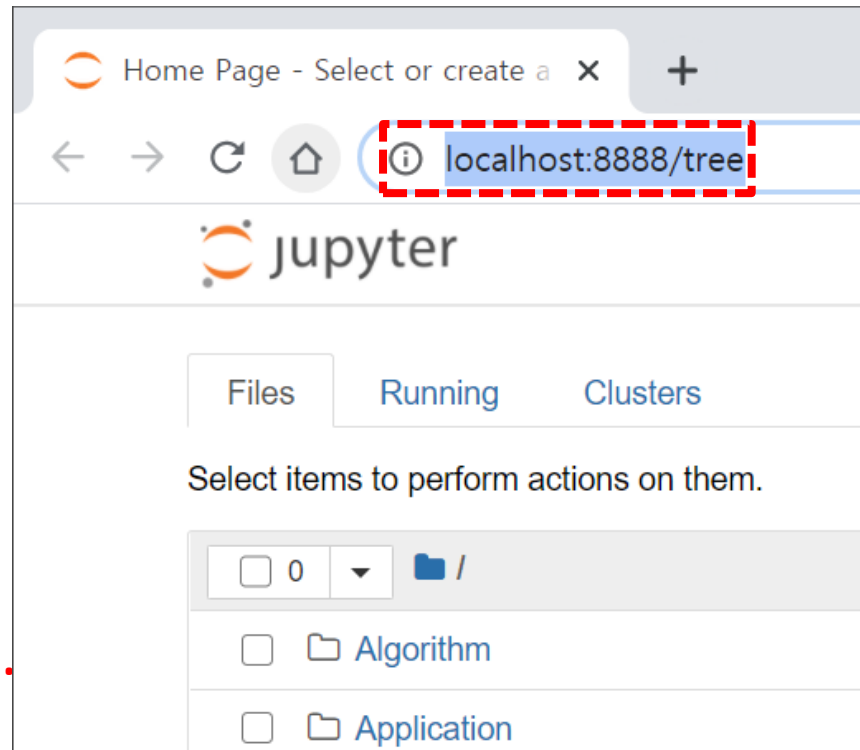 Home Page - Select or create a
localhost:8888/tree
jupyter
Files Running Clusters
Select items to perform actions on them.
0 /
Algorithm
Application